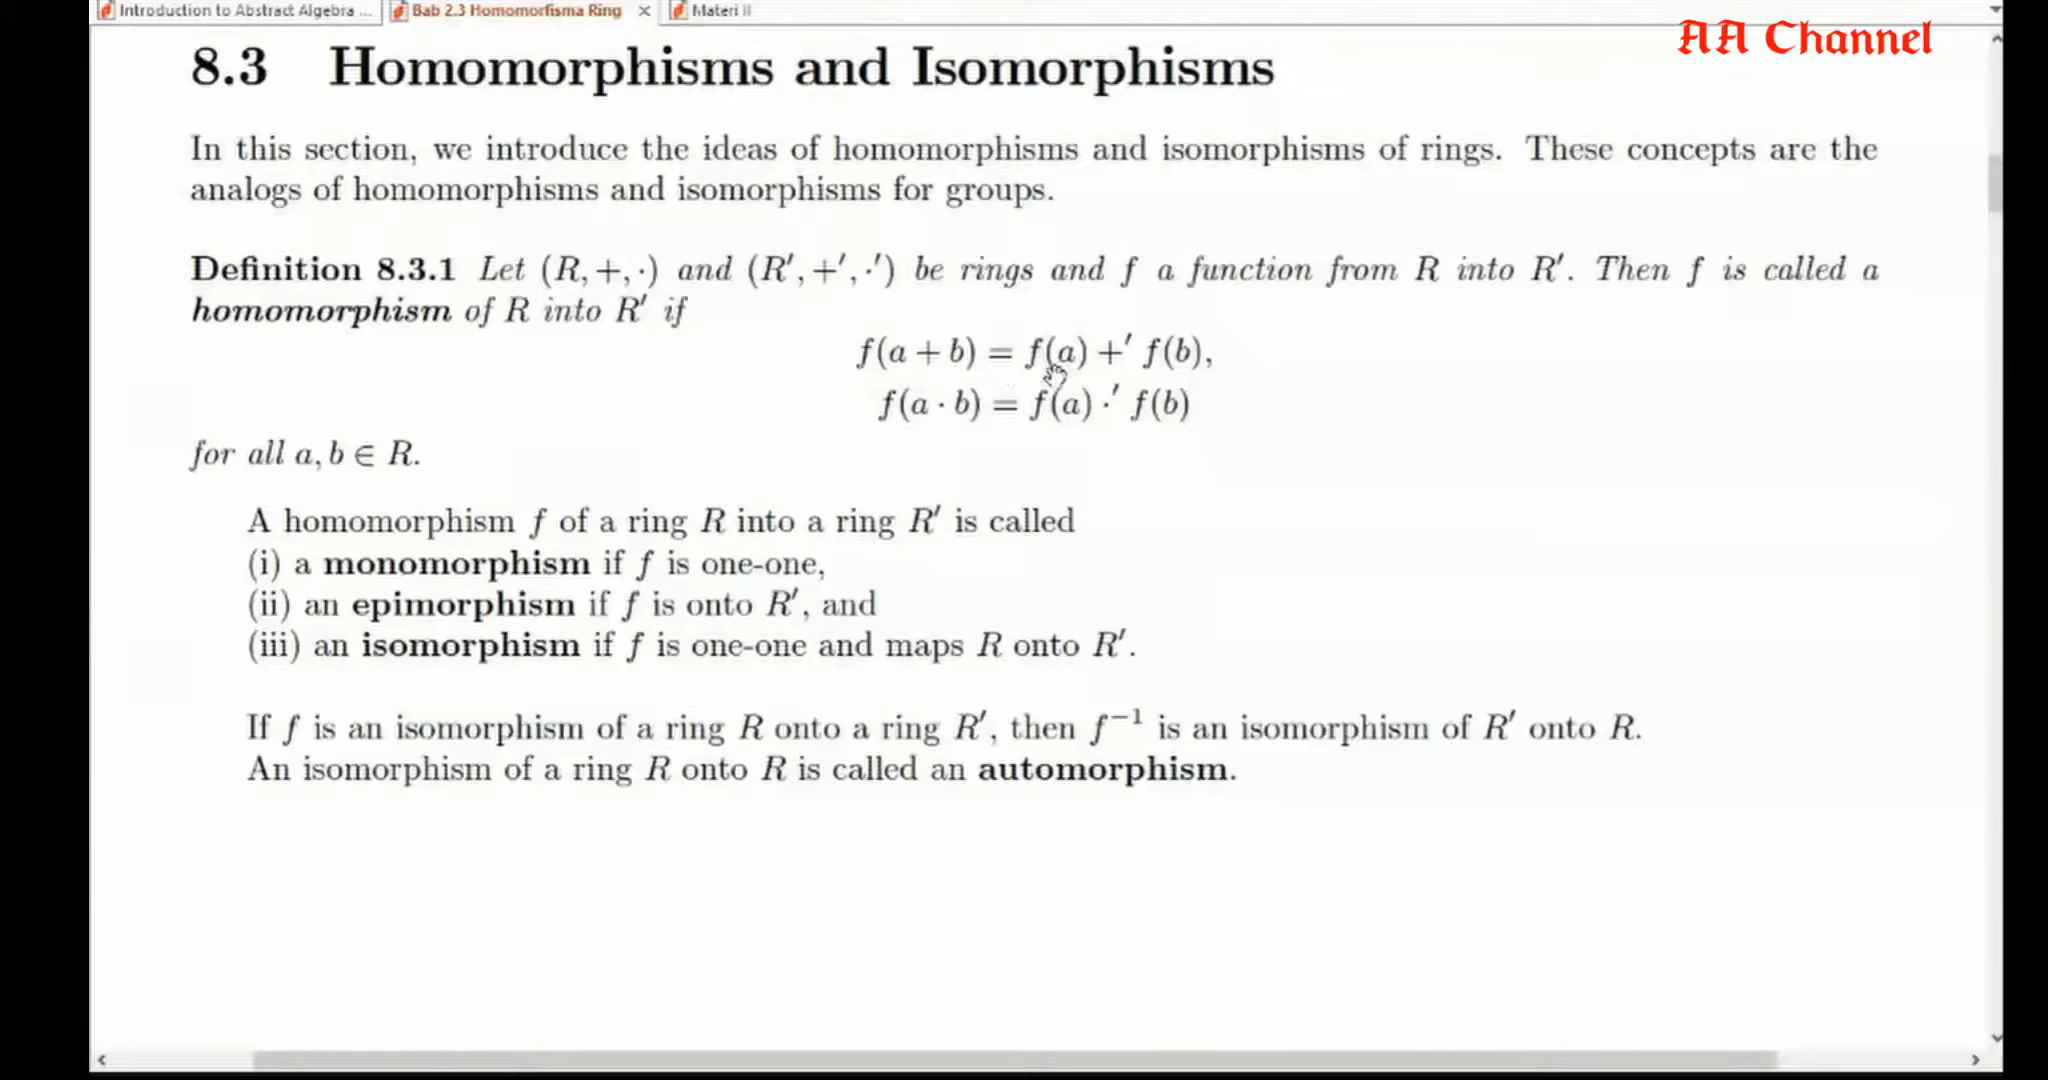 Introduction to Abstract Algebra ... Bab 2.3 Homomorfisma Ring Materi II
AA Channel
8.3 Homomorphisms and Isomorphisms
In this section, we introduce the ideas of homomorphisms and isomorphisms of rings. These concepts are the
analogs of homomorphisms and isomorphisms for groups.
Definition 8.3.1 Let (R, +, ·) and (R′, +′, ·′) be rings and f a function from R into R′. Then f is called a
homomorphism of R into R′ if
f(a + b) = f(a) +′ f(b),
f(a · b) = f(a) ·′ f(b)
for all a, b ∈ R.
A homomorphism f of a ring R into a ring R′ is called
(i) a monomorphism if f is one-one,
(ii) an epimorphism if f is onto R′, and
(iii) an isomorphism if f is one-one and maps R onto R′.
If f is an isomorphism of a ring R onto a ring R′, then f⁻¹ is an isomorphism of R′ onto R.
An isomorphism of a ring R onto R is called an automorphism.